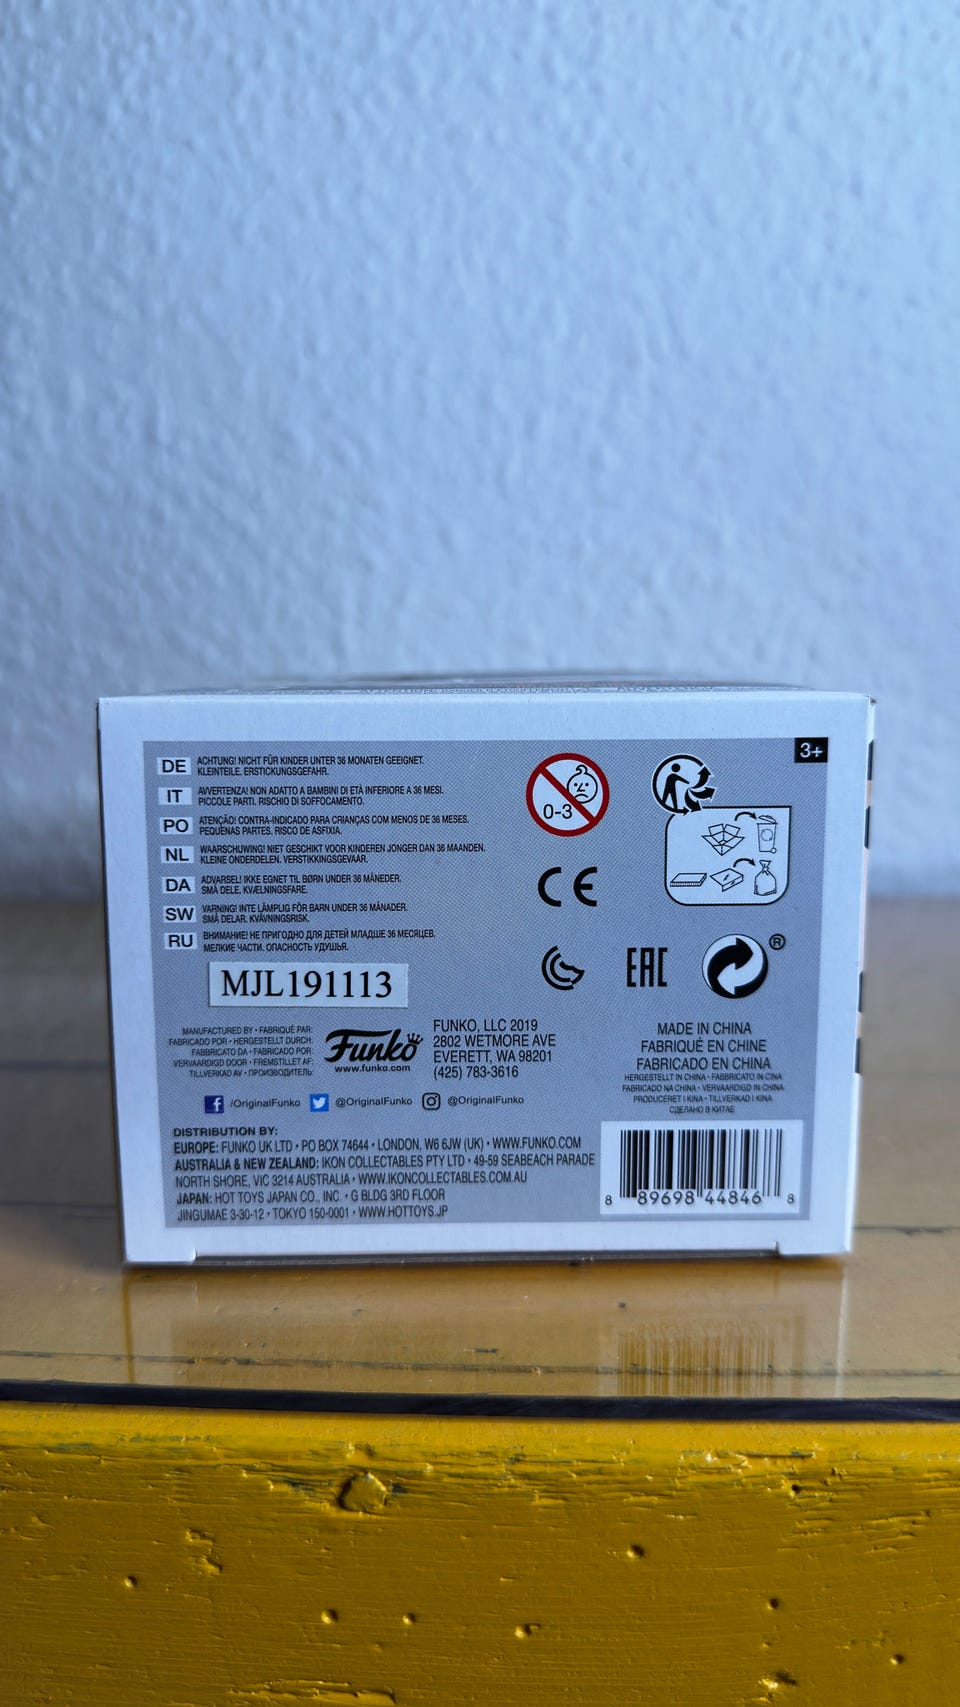 3+
DE ACHTUNG! NICHT FÜR KINDER UNTER 36 MONATEN GEEIGNET.
KLEINTEILE. ERSTICKUNGSGEFAHR.
IT AVVERTENZA! NON ADATTO A BAMBINI DI ETÀ INFERIORE A 36 MESI.
PICCOLE PARTI. RISCHIO DI SOFFOCAMENTO.
PO ATENÇÃO! CONTRA-INDICADO PARA CRIANÇAS COM MENOS DE 36 MESES.
PEQUENAS PARTES. RISCO DE ASFIXIA.
NL WAARSCHUWING! NIET GESCHIKT VOOR KINDEREN JONGER DAN 36 MAANDEN.
KLEINE ONDERDELEN. VERSTIKKINGSGEVAAR.
DA ADVARSEL! IKKE EGNET TIL BØRN UNDER 36 MÅNEDER.
SMÅ DELE. KVÆLNINGSFARE.
SW VARNING! INTE LÄMPLIG FÖR BARN UNDER 36 MÅNADER.
SMÅ DELAR. KVÄVNINGSRISK.
RU ВНИМАНИЕ! НЕ ПРИГОДНО ДЛЯ ДЕТЕЙ МЛАДШЕ 36 МЕСЯЦЕВ.
МЕЛКИЕ ЧАСТИ. ОПАСНОСТЬ УДУШЬЯ.
0-3
CE
EAC
®
MJL191113
MANUFACTURED BY • FABRIQUÉ PAR:
FABRICADO POR • HERGESTELLT DURCH:
FABBRICATO DA • FABRICADO POR:
VERVAARDIGD DOOR • FREMSTILLET AF:
TILLVERKAD AV • ПРОИЗВОДИТЕЛЬ:
Funko
www.funko.com
FUNKO, LLC 2019
2802 WETMORE AVE
EVERETT, WA 98201
(425) 783-3616
/OriginalFunko @OriginalFunko @OriginalFunko
MADE IN CHINA
FABRIQUÉ EN CHINE
FABRICADO EN CHINA
HERGESTELLT IN CHINA • FABBRICATO IN CINA
FABRICADO NA CHINA • VERVAARDIGD IN CHINA
PRODUCERET I KINA • TILLVERKAD I KINA
СДЕЛАНО В КИТАЕ
DISTRIBUTION BY:
EUROPE: FUNKO UK LTD • PO BOX 74644 • LONDON, W6 6JW (UK) • WWW.FUNKO.COM
AUSTRALIA & NEW ZEALAND: IKON COLLECTABLES PTY LTD • 49-59 SEABEACH PARADE
NORTH SHORE, VIC 3214 AUSTRALIA • WWW.IKONCOLLECTABLES.COM.AU
JAPAN: HOT TOYS JAPAN CO., INC. • G BLDG 3RD FLOOR
JINGUMAE 3-30-12 • TOKYO 150-0001 • WWW.HOTTOYS.JP
8 89698 44846 8